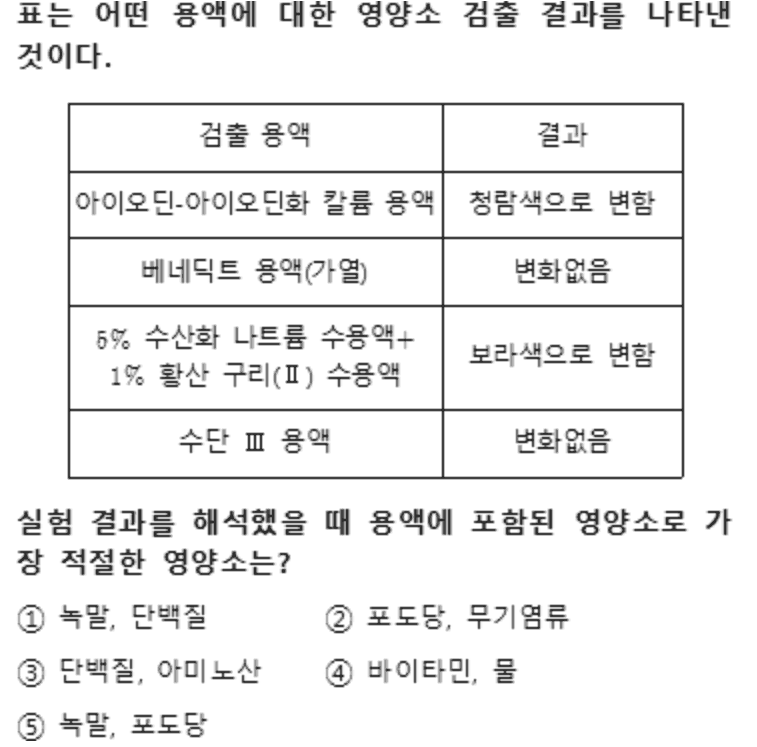 표는 어떤 용액에 대한 영양소 검출 결과를 나타낸
것이다.
검출 용액 결과
아이오딘-아이오딘화 칼륨 용액 청람색으로 변함
베네딕트 용액(가열) 변화없음
5% 수산화 나트륨 수용액+
1% 황산 구리(Ⅱ) 수용액 보라색으로 변함
수단 Ⅲ 용액 변화없음
실험 결과를 해석했을 때 용액에 포함된 영양소로 가
장 적절한 영양소는?
① 녹말, 단백질 ② 포도당, 무기염류
③ 단백질, 아미노산 ④ 바이타민, 물
⑤ 녹말, 포도당